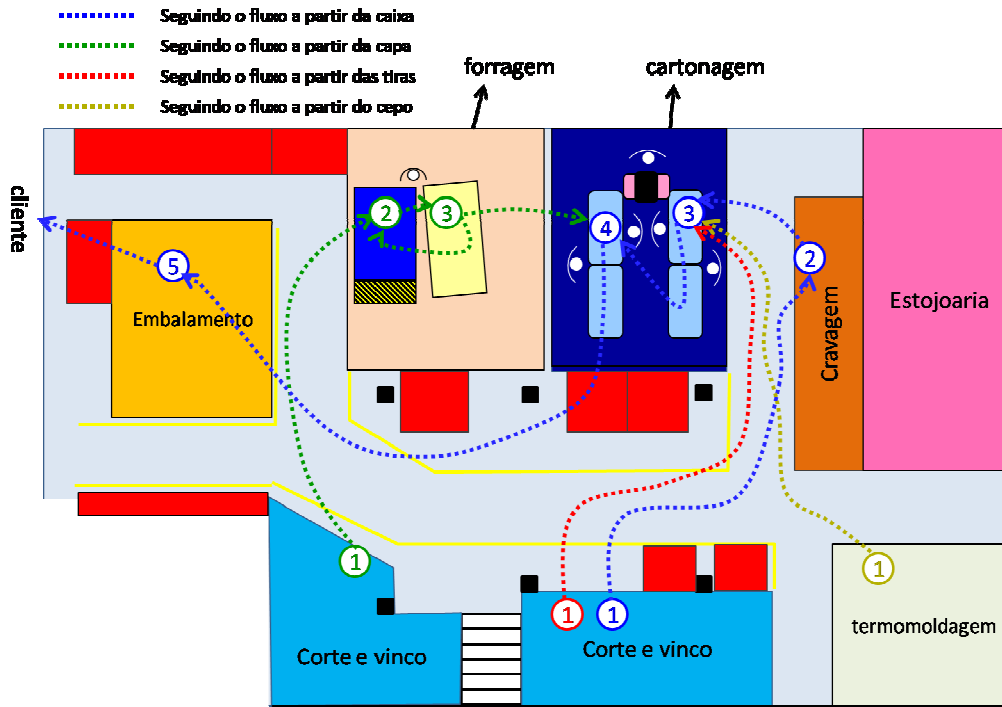 Seguindo o fluxo a partir da caixa
Seguindo o fluxo a partir da capa
Seguindo o fluxo a partir das tiras
Seguindo o fluxo a partir do cepo
forragem
cartonagem
cliente
2
3
4
3
2
5
Embalamento
Cravagem
Estojoaria
1
1
1
1
Corte e vinco
Corte e vinco
termomoldagem